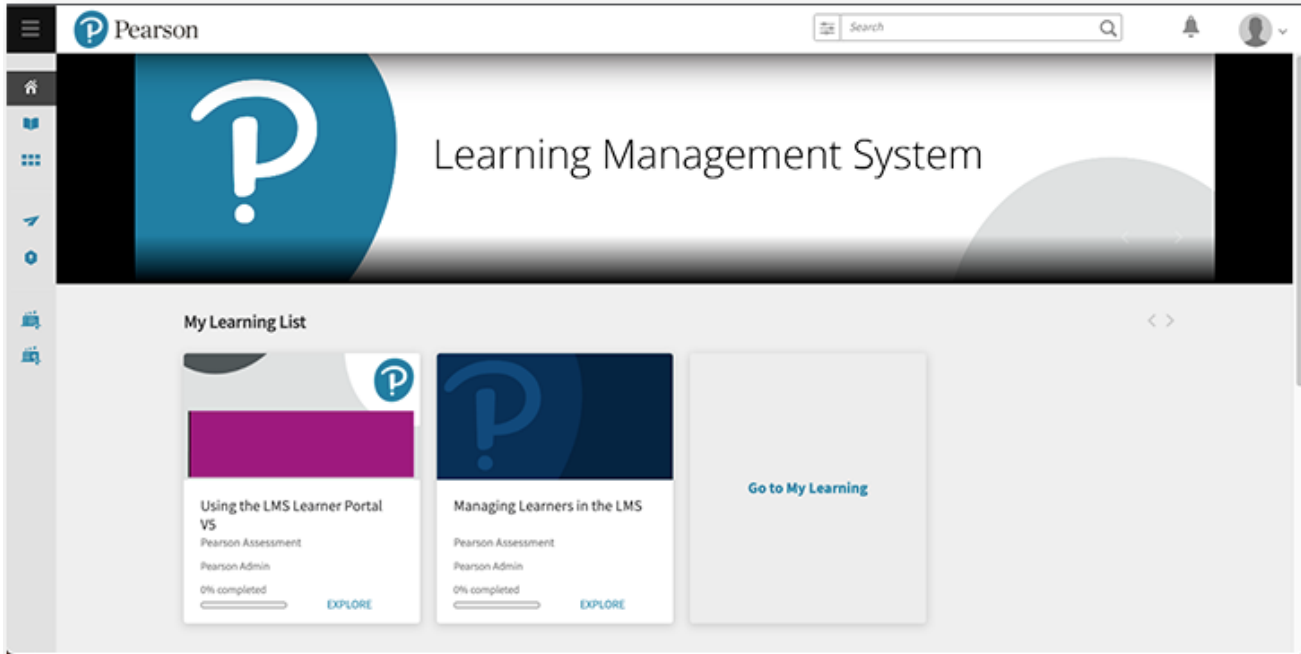 Pearson
Search
Learning Management System
My Learning List
Using the LMS Learner Portal
VS
Pearson Assessment
Pearson Admin
0% completed
EXPLORE
Managing Learners in the LMS
Pearson Assessment
Pearson Admin
0% completed
EXPLORE
Go to My Learning